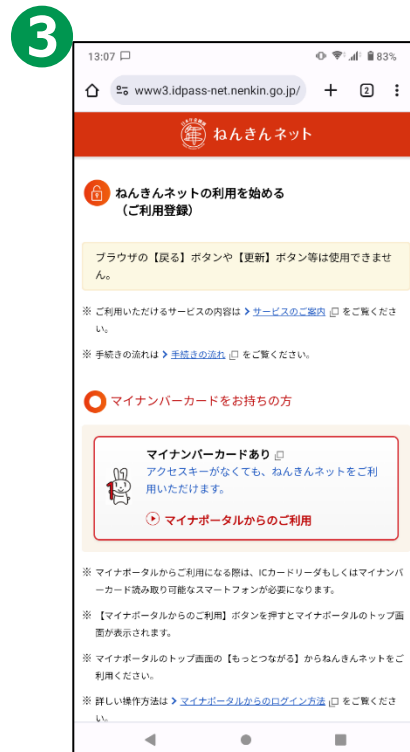 3
13:07 83%
www3.idpass-net.nenkin.go.jp/ 2
ねんきんネット
ねんきんネットの利用を始める
（ご利用登録）
ブラウザの【戻る】ボタンや【更新】ボタン等は使用できませ
ん。
※ ご利用いただけるサービスの内容は サービスのご案内 をご覧くださ
い。
※ 手続きの流れは 手続きの流れ をご覧ください。
マイナンバーカードをお持ちの方
マイナンバーカードあり
アクセスキーがなくても、ねんきんネットをご利
用いただけます。
マイナポータルからのご利用
※ マイナポータルからご利用になる際は、ICカードリーダもしくはマイナンバ
ーカード読み取り可能なスマートフォンが必要になります。
※ 【マイナポータルからのご利用】ボタンを押すとマイナポータルのトップ画
面が表示されます。
※ マイナポータルのトップ画面の【もっとつながる】からねんきんネットをご
利用ください。
※ 詳しい操作方法は マイナポータルからのログイン方法 をご覧くださ
い。